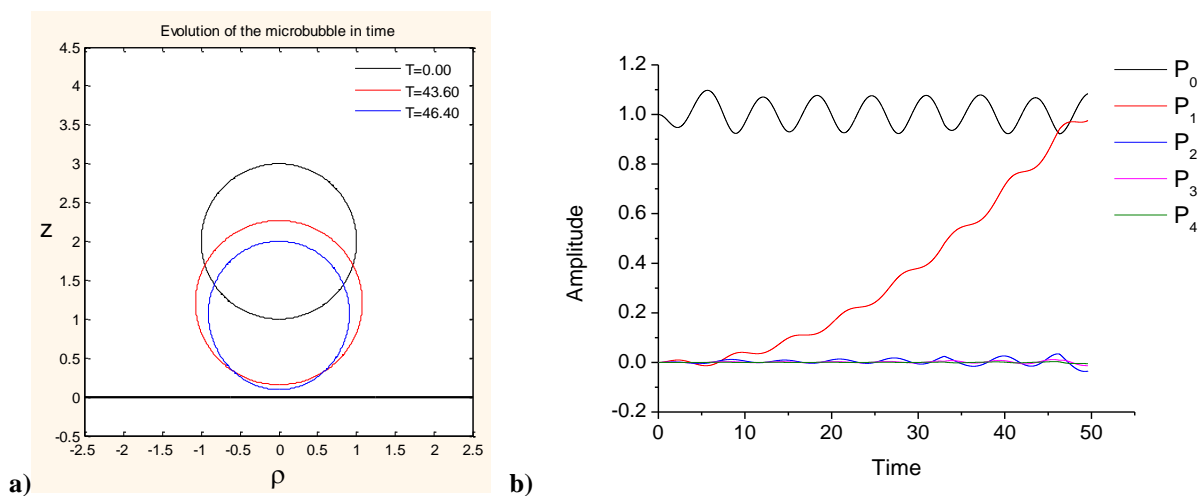 Evolution of the microbubble in time
4.5
4
3.5
3
2.5
2
1.5
1
0.5
0
-0.5
z
T=0.00
T=43.60
T=46.40
-2.5 -2 -1.5 -1 -0.5 0 0.5 1 1.5 2 2.5
ρ
a)
1.2
1.0
0.8
0.6
0.4
0.2
0.0
-0.2
Amplitude
P0
P1
P2
P3
P4
0 10 20 30 40 50
Time
b)